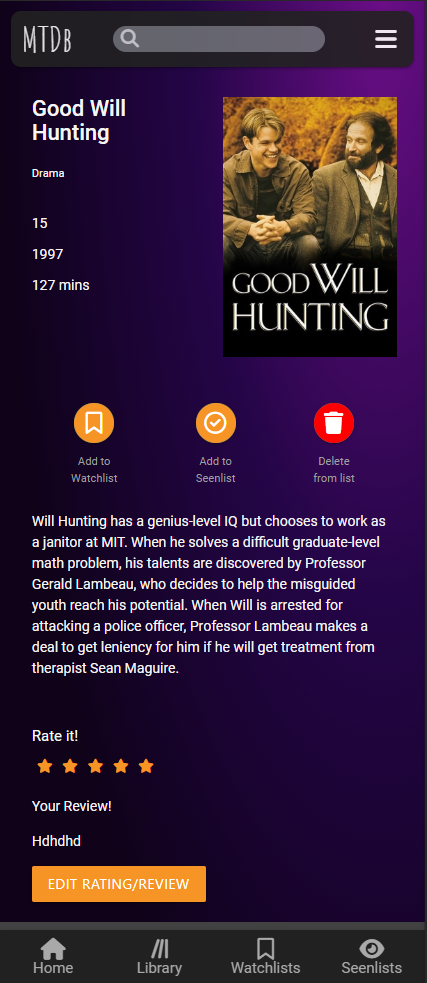 MTDb
Good Will
Hunting
Drama
15
1997
127 mins
GOOD WILL
HUNTING
Add to
Watchlist
Add to
Seenlist
Delete
from list
Will Hunting has a genius-level IQ but chooses to work as
a janitor at MIT. When he solves a difficult graduate-level
math problem, his talents are discovered by Professor
Gerald Lambeau, who decides to help the misguided
youth reach his potential. When Will is arrested for
attacking a police officer, Professor Lambeau makes a
deal to get leniency for him if he will get treatment from
therapist Sean Maguire.
Rate it!
Your Review!
Hdhdhd
EDIT RATING/REVIEW
Home
Library
Watchlists
Seenlists